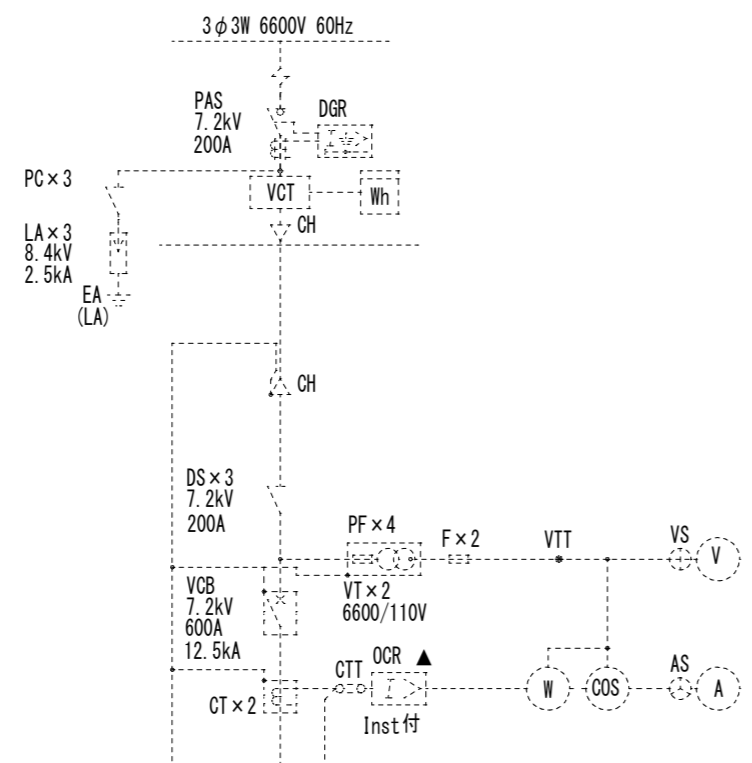 3φ3W 6600V 60Hz
PAS
7.2kV
200A
DGR
PC×3
VCT
Wh
LA×3
8.4kV
2.5kA
CH
EA
(LA)
CH
DS×3
7.2kV
200A
PF×4
F×2
VTT
VS
V
VT×2
6600/110V
VCB
7.2kV
600A
12.5kA
OCR ▲
CTT
AS
CT×2
W
COS
A
Inst付